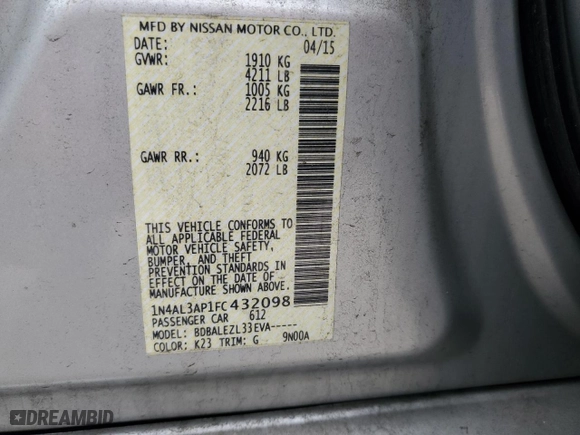 MFD BY NISSAN MOTOR CO., LTD.
DATE: 04/15
GVWR: 1910 KG
4211 LB
GAWR FR.: 1005 KG
2216 LB
GAWR RR.: 940 KG
2072 LB
THIS VEHICLE CONFORMS TO
ALL APPLICABLE FEDERAL
MOTOR VEHICLE SAFETY,
BUMPER, AND THEFT
PREVENTION STANDARDS IN
EFFECT ON THE DATE OF
MANUFACTURE SHOWN ABOVE.
1N4AL3AP1FC432098
PASSENGER CAR 612
MODEL: BDBALEZL33EVA-----
COLOR: K23 TRIM: G 9N00A
DREAMBID